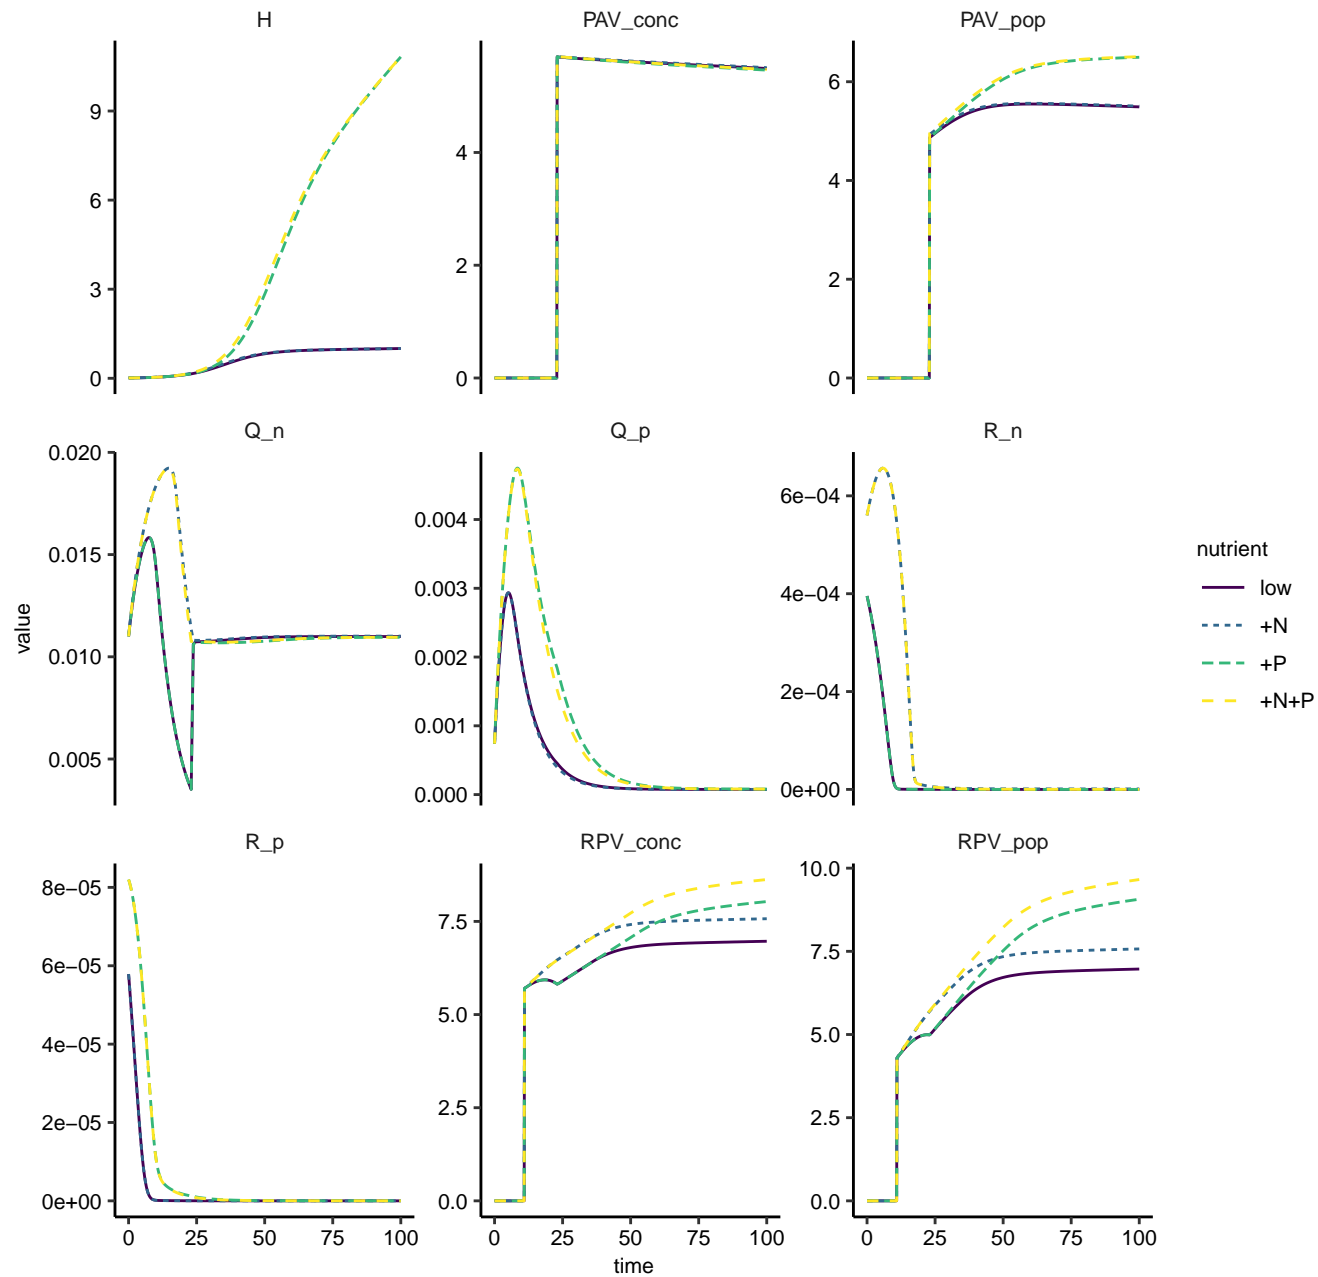 H
PAV_conc
PAV_pop
9
6
3
0
4
2
0
6
4
2
0
Q_n
Q_p
R_n
0.020
0.015
0.010
0.005
0.004
0.003
0.002
0.001
0.000
6e−04
4e−04
2e−04
0e+00
R_p
RPV_conc
RPV_pop
8e−05
6e−05
4e−05
2e−05
0e+00
7.5
5.0
2.5
0.0
10.0
7.5
5.0
2.5
0.0
0 25 50 75 100
0 25 50 75 100
0 25 50 75 100
time
value
nutrient
low
+N
+P
+N+P